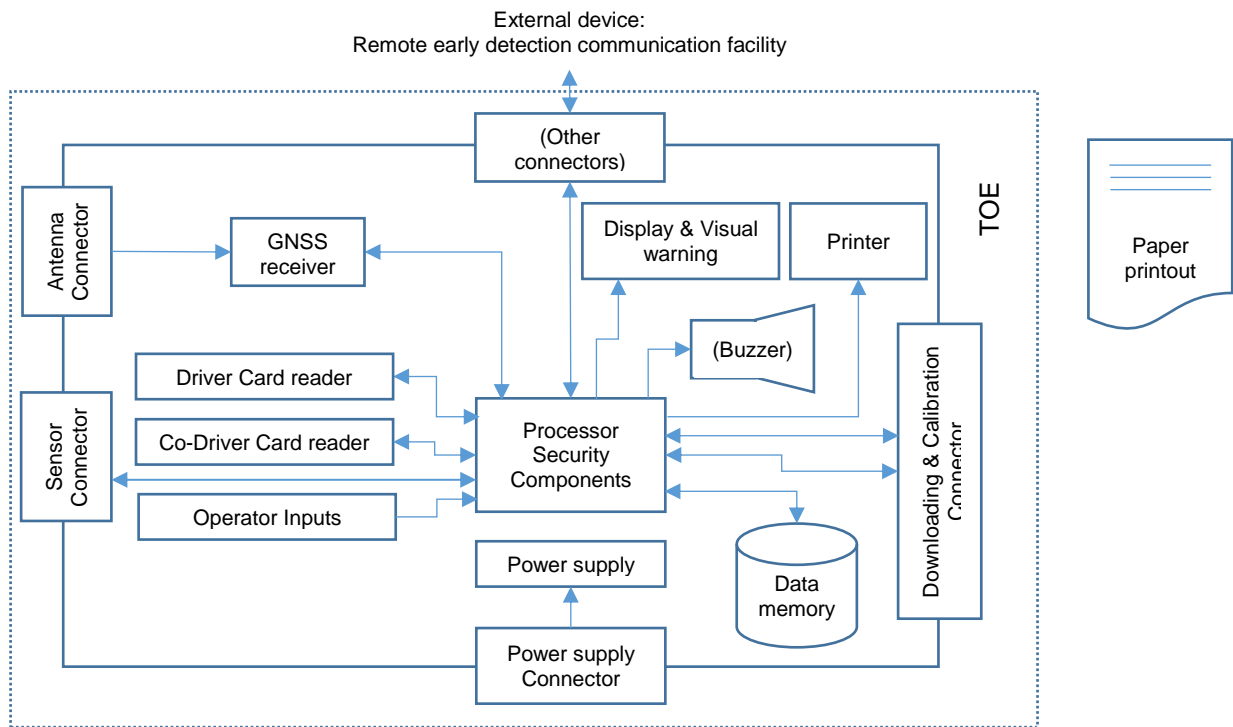 External device:
Remote early detection communication facility
(Other
connectors)
TOE
Antenna
Connector
GNSS
receiver
Display & Visual
warning
Printer
Paper
printout
(Buzzer)
Driver Card reader
Co-Driver Card reader
Sensor
Connector
Operator Inputs
Processor
Security
Components
Downloading & Calibration
Connector
Power supply
Data
memory
Power supply
Connector